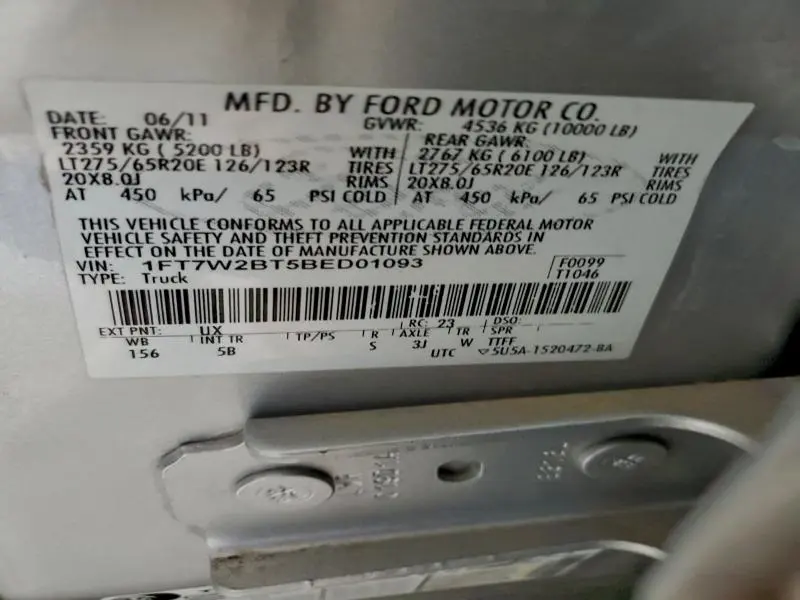 MFD. BY FORD MOTOR CO.
DATE: 06/11 GVWR: 4536 KG (10000 LB)
FRONT GAWR: REAR GAWR:
2359 KG ( 5200 LB) WITH 2767 KG ( 6100 LB) WITH
LT275/65R20E 126/123R TIRES LT275/65R20E 126/123R TIRES
20X8.0J RIMS 20X8.0J RIMS
AT 450 kPa/ 65 PSI COLD AT 450 kPa/ 65 PSI COLD
THIS VEHICLE CONFORMS TO ALL APPLICABLE FEDERAL MOTOR
VEHICLE SAFETY AND THEFT PREVENTION STANDARDS IN
EFFECT ON THE DATE OF MANUFACTURE SHOWN ABOVE.
VIN: 1FT7W2BT5BED01093 F0099
TYPE: Truck T1046
EXT PNT: UX RC: 23 DSO:
WB INT TR TP/PS R AXLE TR SPR
156 5B S 3J W TTFF
UTC ▽5U5A-1520472-BA